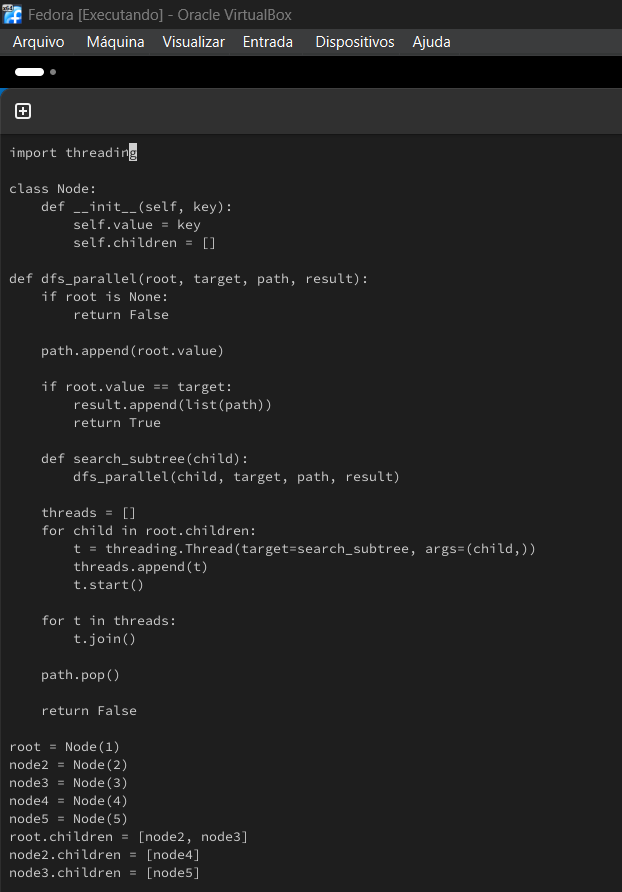 x64
Fedora [Executando] - Oracle VirtualBox
Arquivo Máquina Visualizar Entrada Dispositivos Ajuda
import threading
class Node:
    def __init__(self, key):
        self.value = key
        self.children = []
def dfs_parallel(root, target, path, result):
    if root is None:
        return False
    path.append(root.value)
    if root.value == target:
        result.append(list(path))
        return True
    def search_subtree(child):
        dfs_parallel(child, target, path, result)
    threads = []
    for child in root.children:
        t = threading.Thread(target=search_subtree, args=(child,))
        threads.append(t)
        t.start()
    for t in threads:
        t.join()
    path.pop()
    return False
root = Node(1)
node2 = Node(2)
node3 = Node(3)
node4 = Node(4)
node5 = Node(5)
root.children = [node2, node3]
node2.children = [node4]
node3.children = [node5]